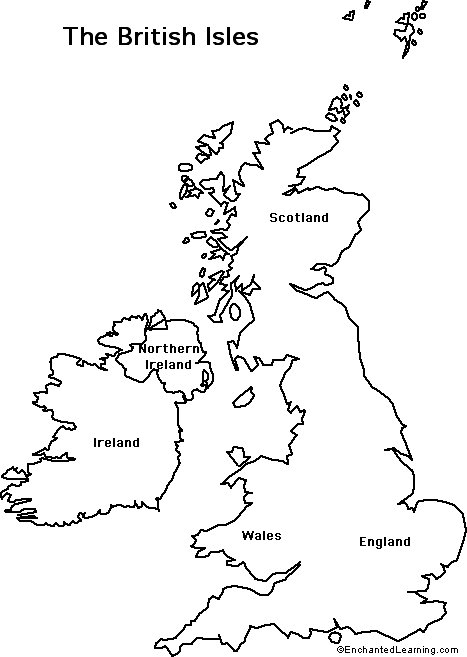 The British Isles
Scotland
Northern
Ireland
Ireland
Wales
England
©EnchantedLearning.com